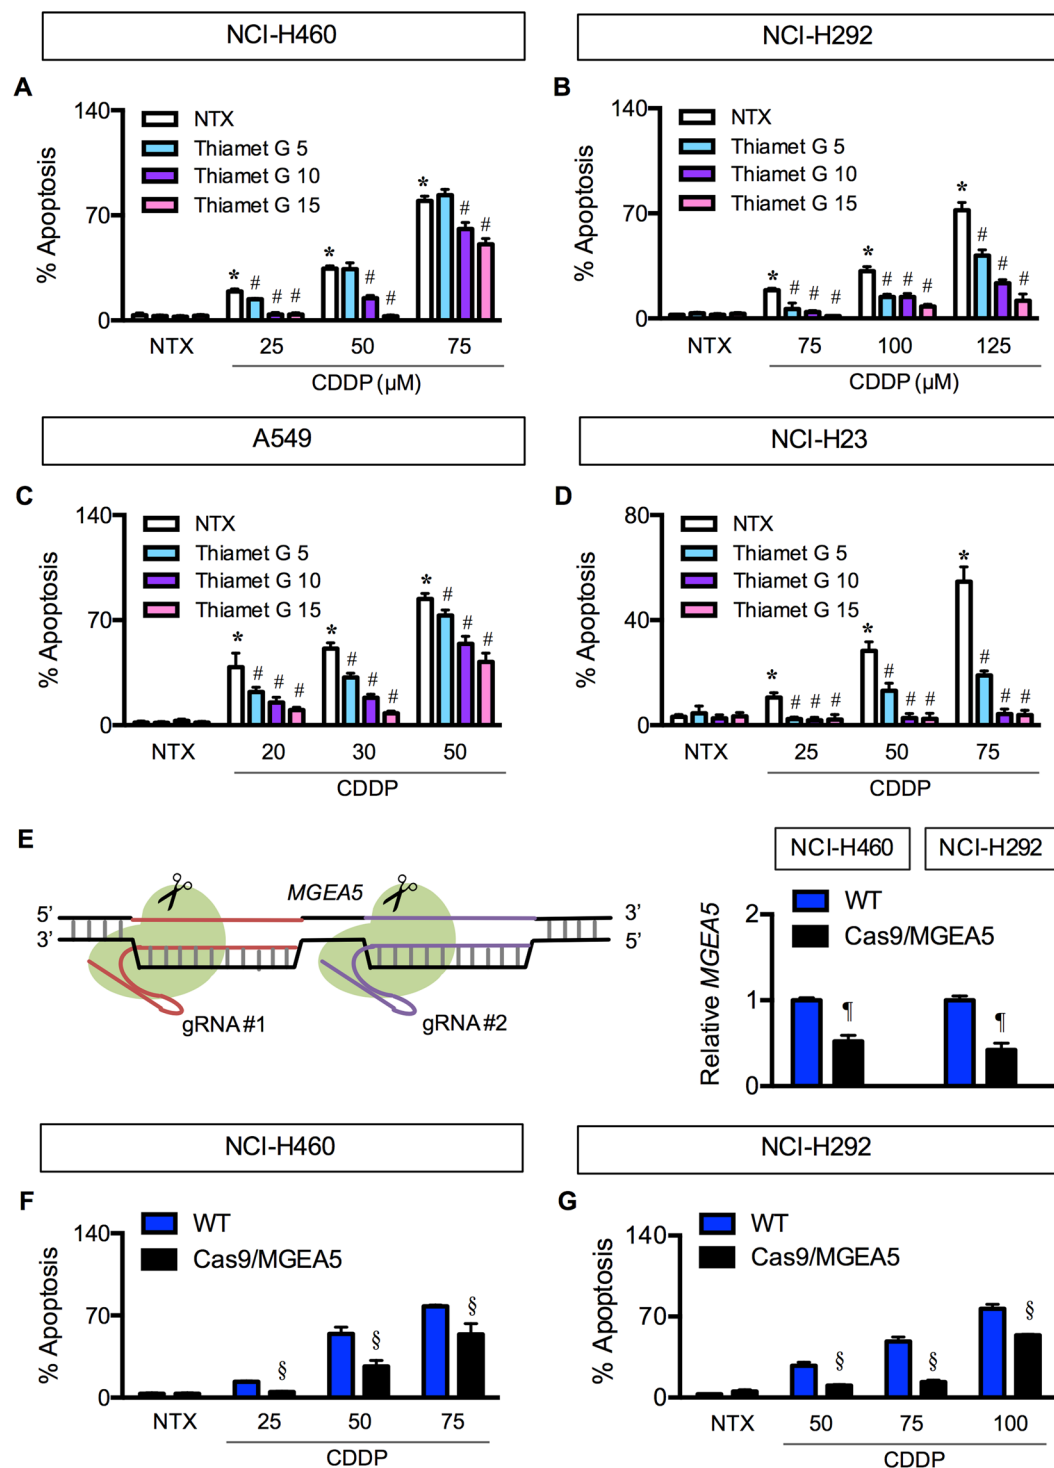 NCI-H460
NCI-H292
A
140
70
0
% Apoptosis
NTX
Thiamet G 5
Thiamet G 10
Thiamet G 15
* # # #
* # #
* # #
NTX 25 50 75
CDDP (µM)
B
140
70
0
% Apoptosis
NTX
Thiamet G 5
Thiamet G 10
Thiamet G 15
* # # #
* # # #
* # # #
NTX 75 100 125
CDDP (µM)
A549
NCI-H23
C
140
70
0
% Apoptosis
NTX
Thiamet G 5
Thiamet G 10
Thiamet G 15
* # # #
* # # #
* # # #
NTX 20 30 50
CDDP
D
80
40
0
% Apoptosis
NTX
Thiamet G 5
Thiamet G 10
Thiamet G 15
* # # #
* # # #
* # # #
NTX 25 50 75
CDDP
E
MGEA5
5’ 3’
3’ 5’
gRNA#1
gRNA#2
NCI-H460 NCI-H292
WT
Cas9/MGEA5
2
1
0
Relative MGEA5
¶ ¶
NCI-H460
NCI-H292
F
140
70
0
% Apoptosis
WT
Cas9/MGEA5
§ § §
NTX 25 50 75
CDDP
G
140
70
0
% Apoptosis
WT
Cas9/MGEA5
§ § §
NTX 50 75 100
CDDP